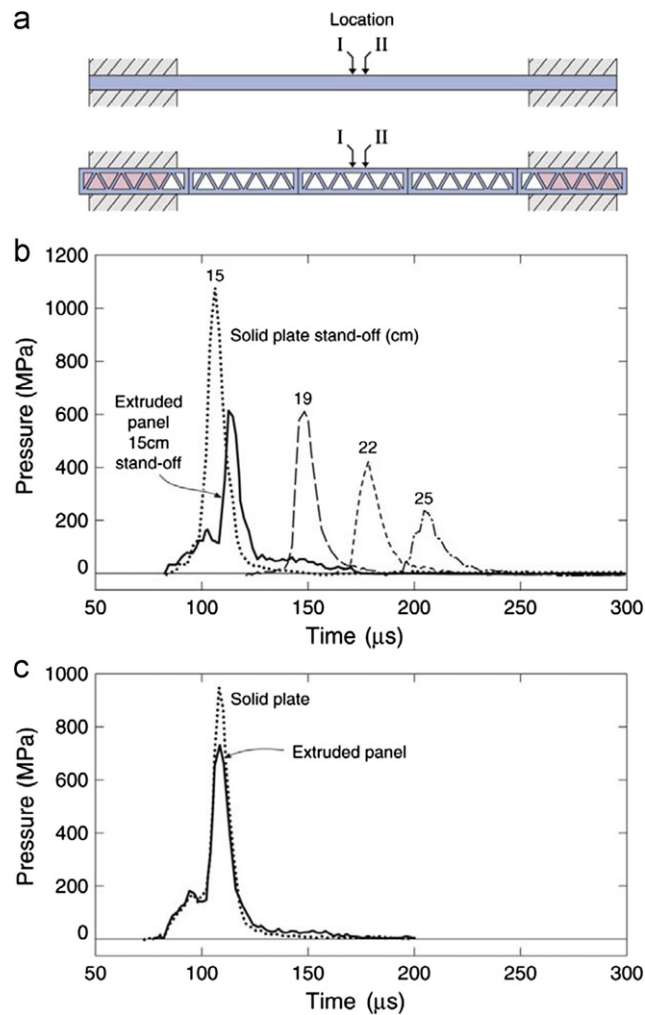 a
Location
I II
I II
b
1200
1000
800
600
400
200
0
Pressure (MPa)
15
Solid plate stand-off (cm)
Extruded
panel
15cm
stand-off
19
22
25
50 100 150 200 250 300
Time (μs)
c
1000
800
600
400
200
0
Pressure (MPa)
Solid plate
Extruded panel
50 100 150 200 250 300
Time (μs)